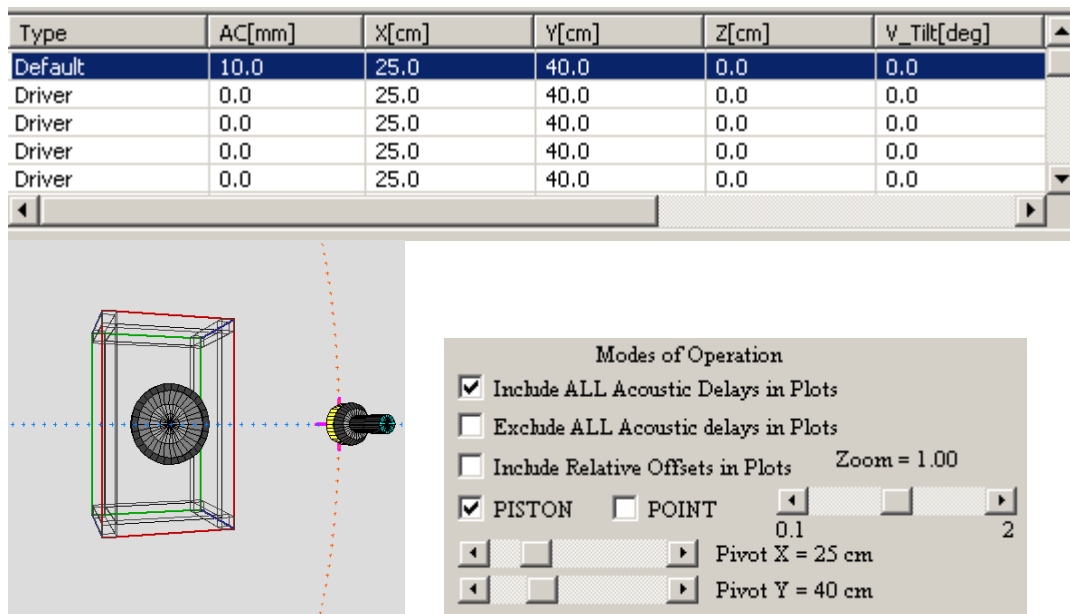 Type AC[mm] X[cm] Y[cm] Z[cm] V_Tilt[deg]
Default 10.0 25.0 40.0 0.0 0.0
Driver 0.0 25.0 40.0 0.0 0.0
Driver 0.0 25.0 40.0 0.0 0.0
Driver 0.0 25.0 40.0 0.0 0.0
Driver 0.0 25.0 40.0 0.0 0.0
Modes of Operation
Include ALL Acoustic Delays in Plots
Exclude ALL Acoustic delays in Plots
Include Relative Offsets in Plots Zoom = 1.00
PISTON POINT
0.1 2
Pivot X = 25 cm
Pivot Y = 40 cm